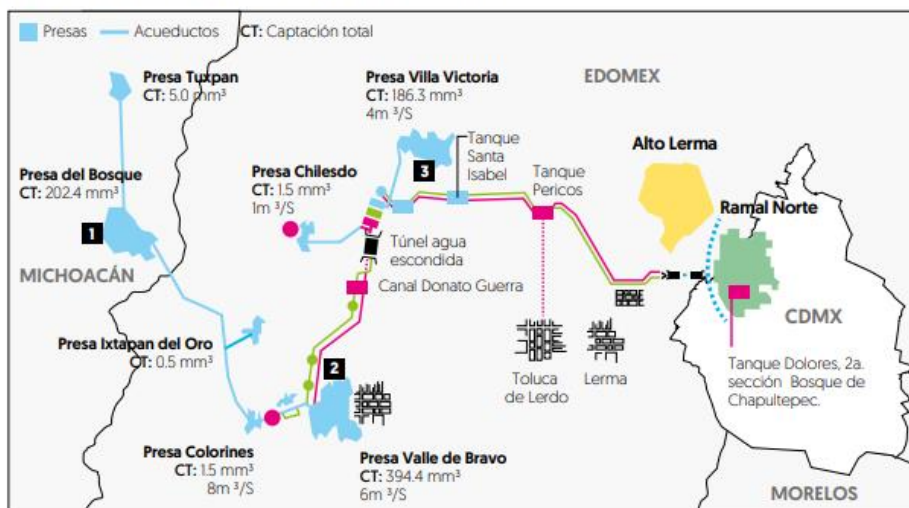 Presas Acueductos CT: Captación total
EDOMEX
Presa Tuxpan
CT: 5.0 mm³
Presa Villa Victoria
CT: 186.3 mm³
4m ³/S
Tanque
Santa
Isabel
Alto Lerma
Presa del Bosque
CT: 202.4 mm³
Presa Chilesdo
CT: 1.5 mm³
1m ³/S
3
Tanque
Pericos
Ramal Norte
1
MICHOACÁN
Túnel agua
escondida
Canal Donato Guerra
CDMX
Presa Ixtapan del Oro
CT: 0.5 mm³
2
Toluca
de Lerdo
Lerma
Tanque Dolores, 2a.
sección Bosque de
Chapultepec.
Presa Colorines
CT: 1.5 mm³
8m ³/S
Presa Valle de Bravo
CT: 394.4 mm³
6m ³/S
MORELOS